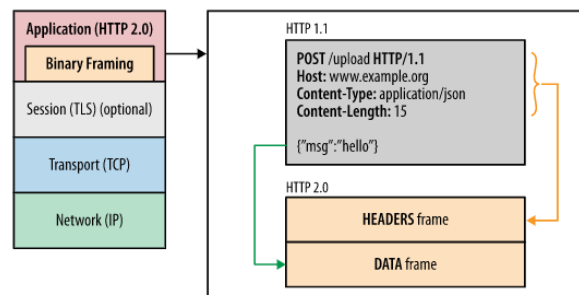 Application (HTTP 2.0)
Binary Framing
Session (TLS) (optional)
Transport (TCP)
Network (IP)
HTTP 1.1
POST /upload HTTP/1.1
Host: www.example.org
Content-Type: application/json
Content-Length: 15
{"msg":"hello"}
HTTP 2.0
HEADERS frame
DATA frame